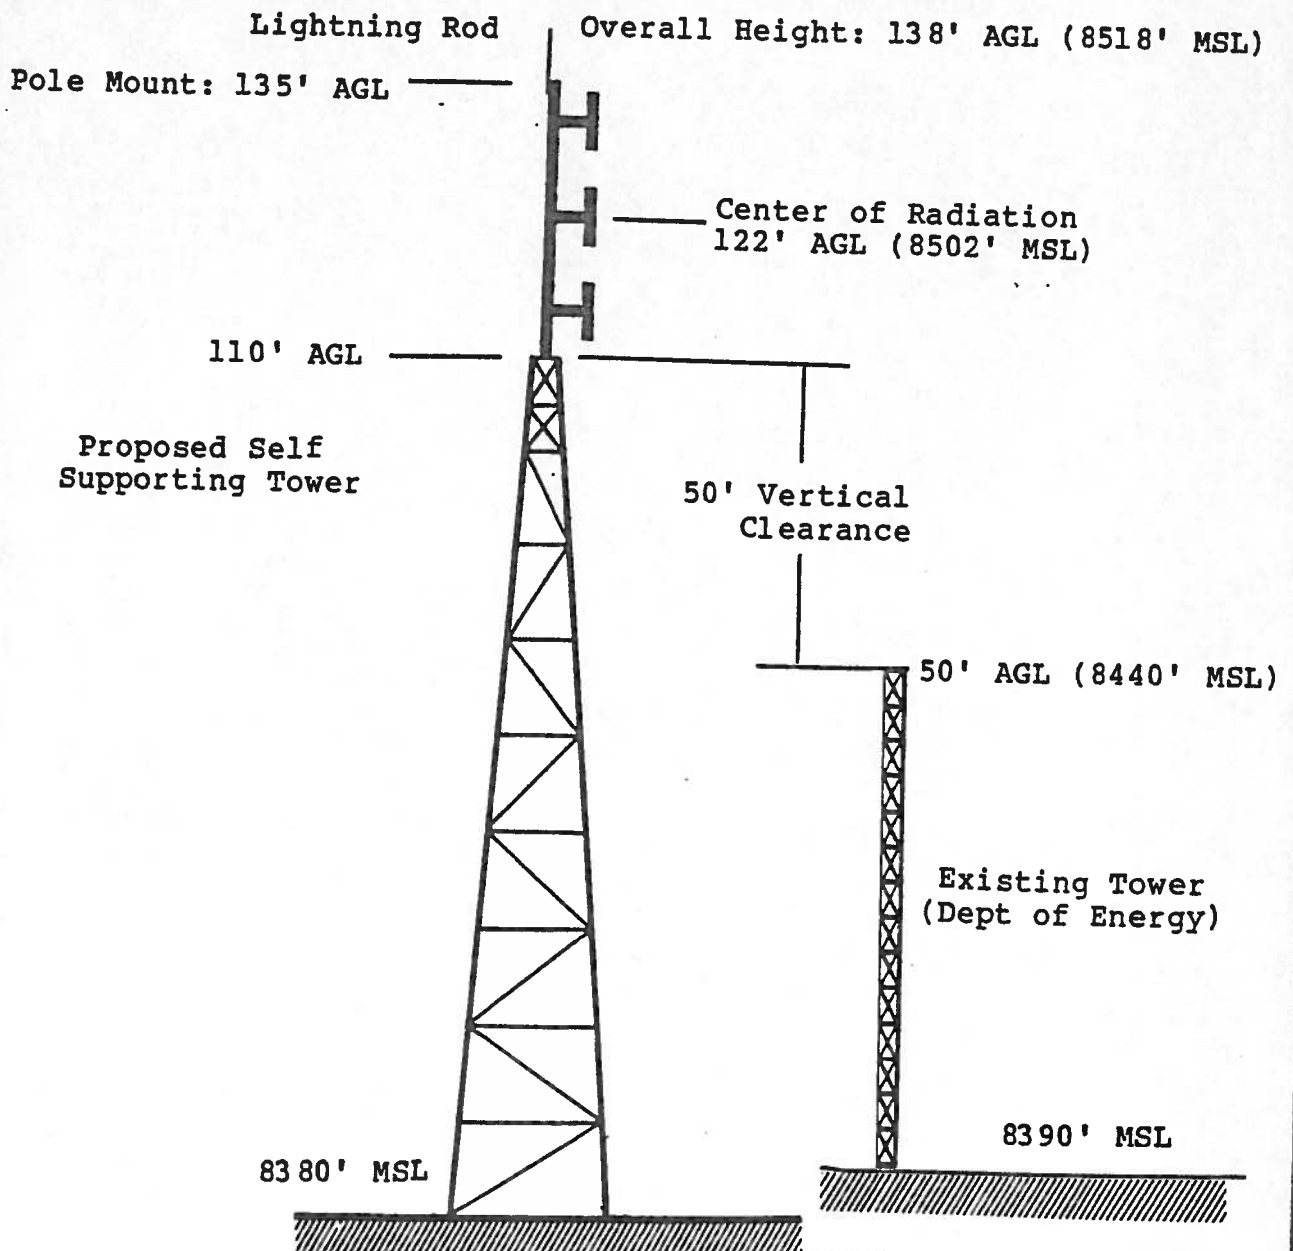 Lightning Rod
Overall Height: 138' AGL (8518' MSL)
Pole Mount: 135' AGL
Center of Radiation
122' AGL (8502' MSL)
110' AGL
Proposed Self
Supporting Tower
50' Vertical
Clearance
50' AGL (8440' MSL)
Existing Tower
(Dept of Energy)
8390' MSL
8380' MSL